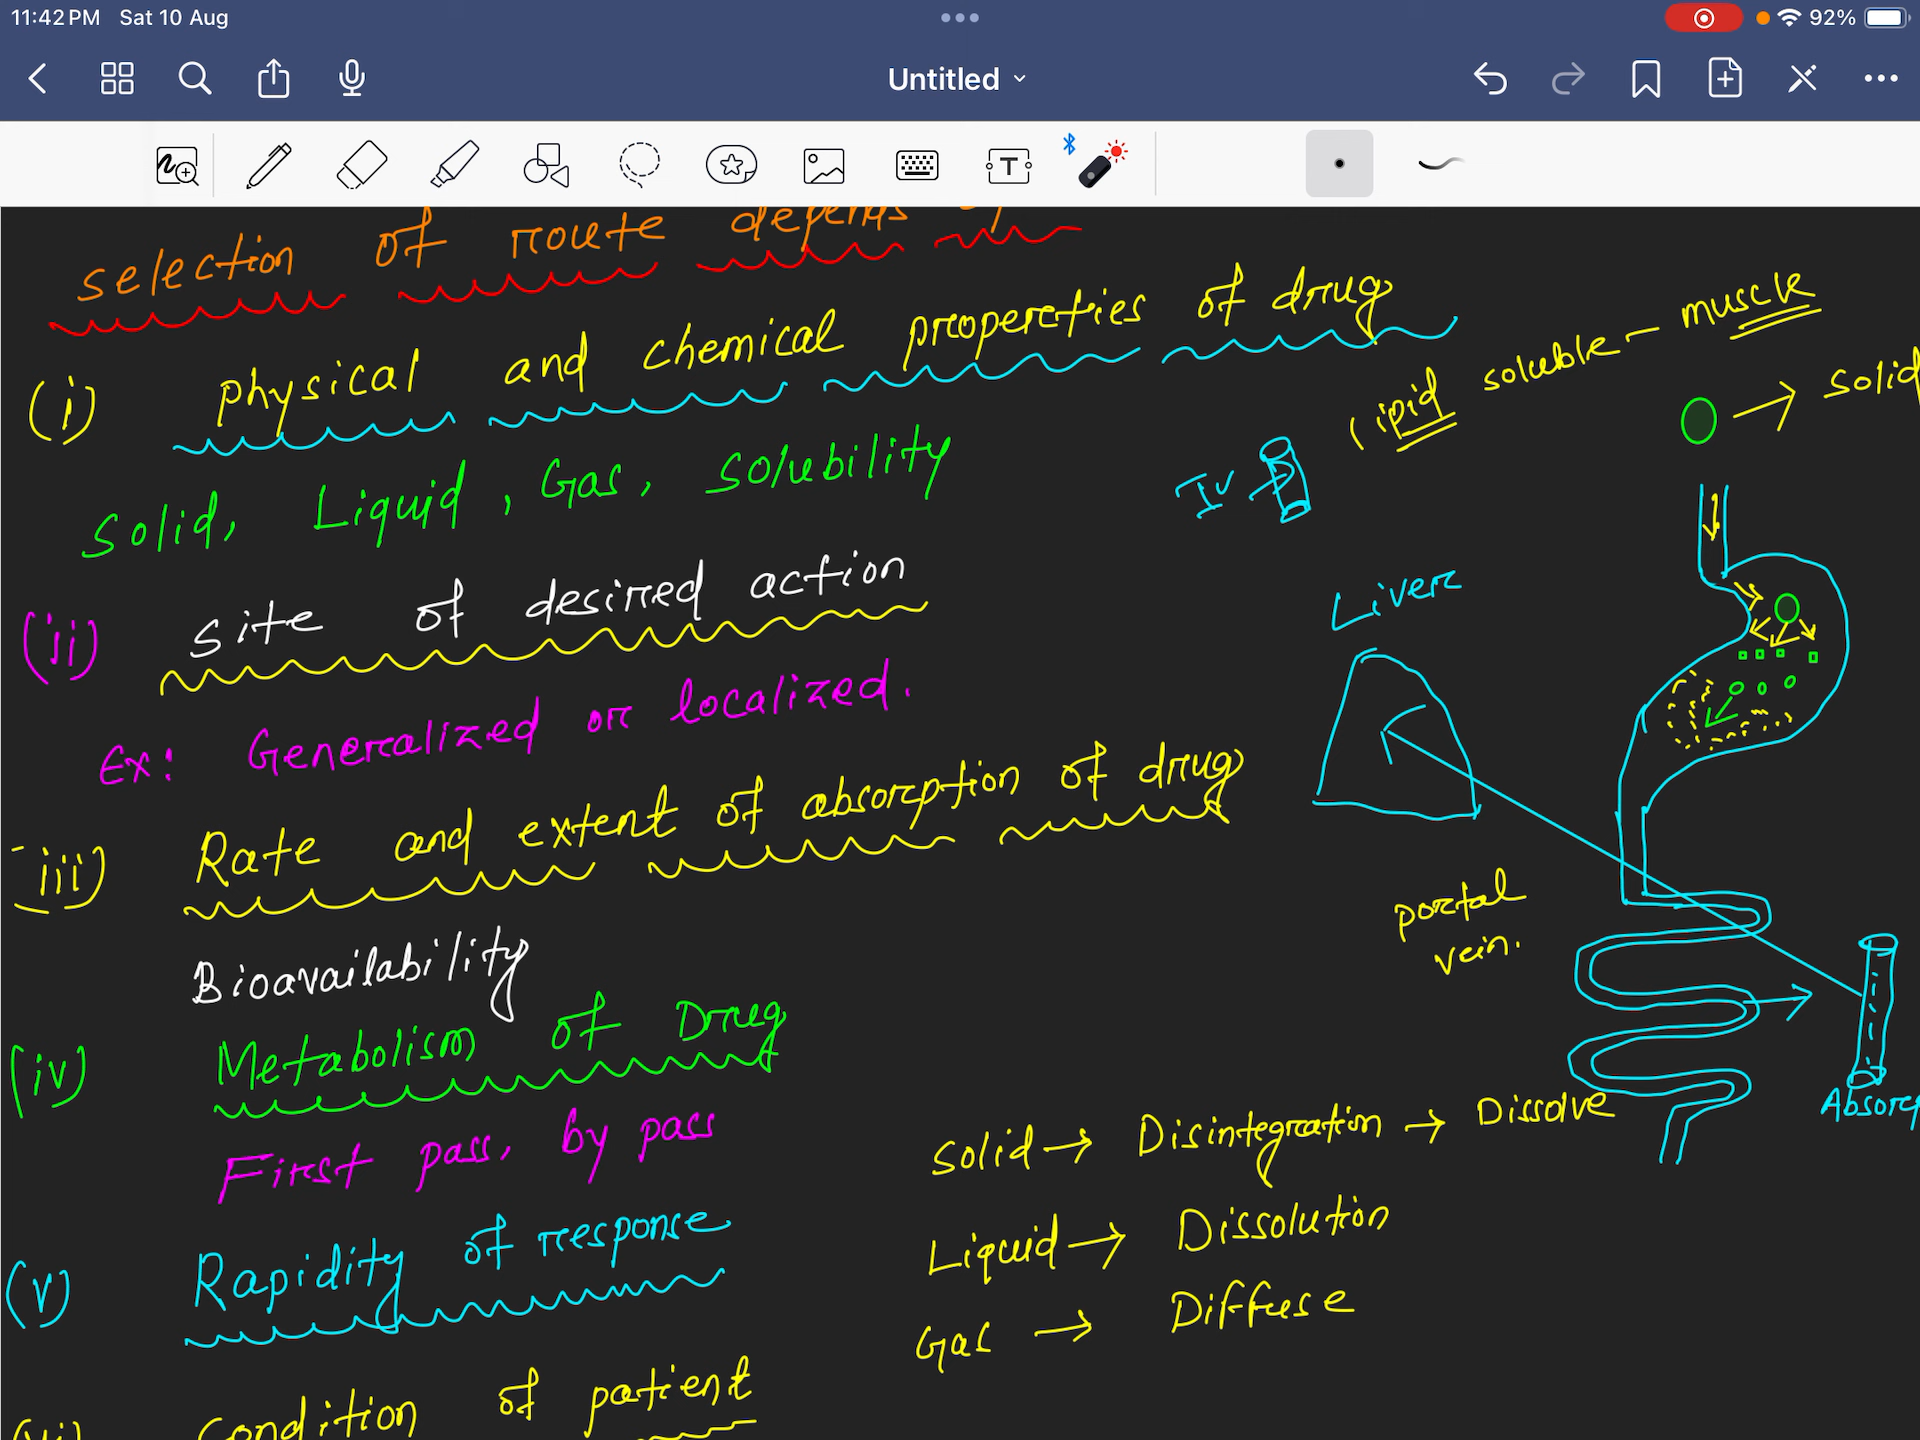 11:42 PM Sat 10 Aug
92%
Untitled
T
selection of route depends
(i) physical and chemical properties of drug
Solid, Liquid, Gas, Solubility
(ii) Site of desired action
Ex: Generalized or localized.
iii) Rate and extent of absorption of drug
Bioavailability
(iv) Metabolism of Drug
First pass, by pass
(v) Rapidity of response
(vi) Condition of patient
lipid soluble - muscle
→ Solid
IV
Liver
portal
vein.
Absorp
Solid → Disintegration → Dissolve
Liquid → Dissolution
Gas → Diffuse